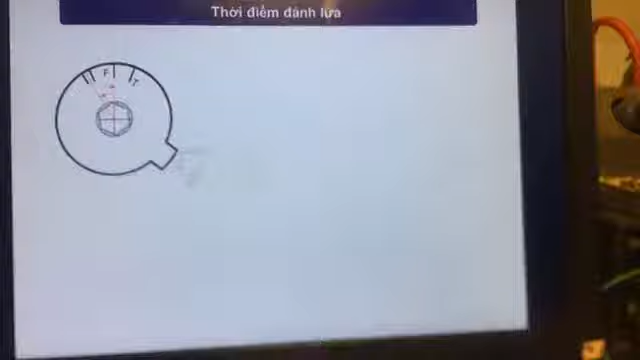 Thời điểm đánh lửa
F
T